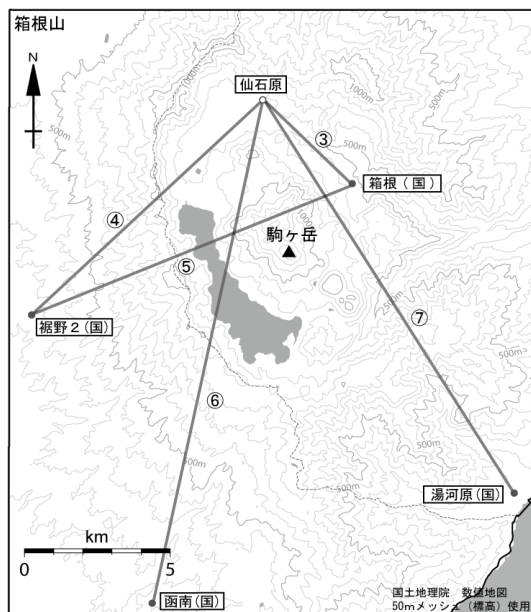 箱根山
N
仙石原
1000m
1000m
500m
500m
③
箱根（国）
④
駒ヶ岳
⑤
裾野２(国)
500m
⑦
⑥
500m
500m
湯河原(国)
km
0
5
函南(国)
国土地理院　数値地図
50mメッシュ（標高）使用